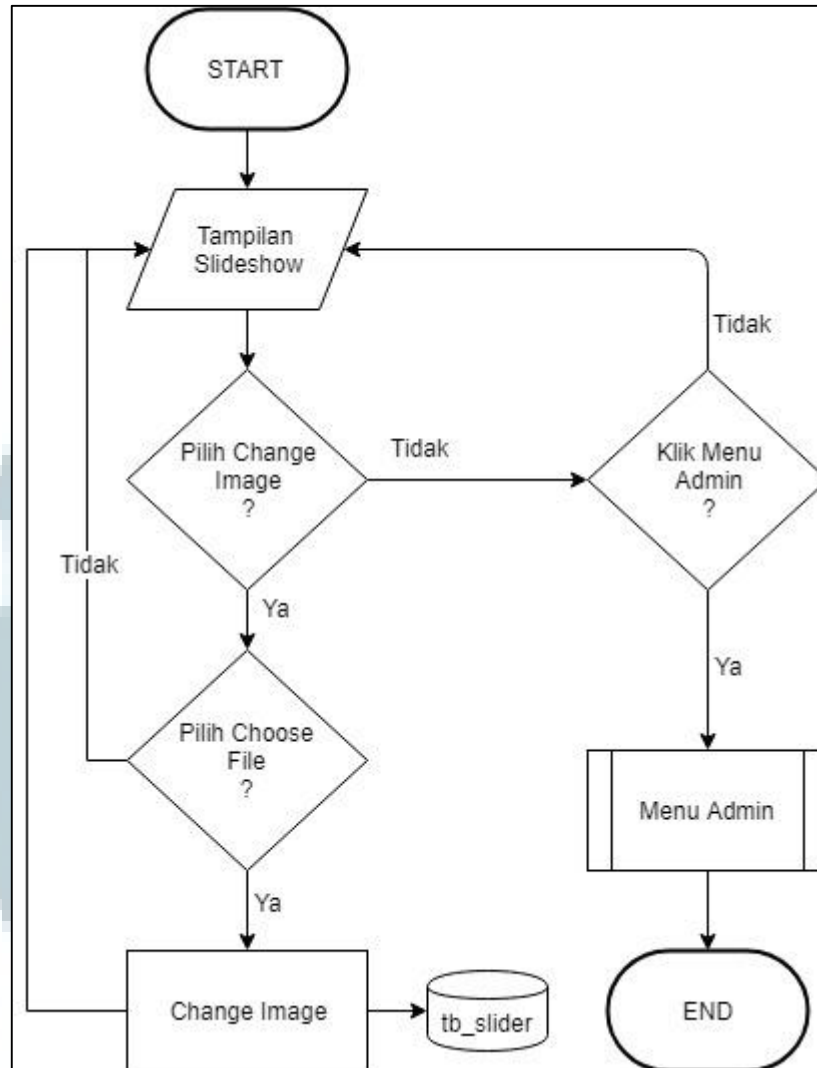 START
Tampilan
Slideshow
Tidak
Pilih Change
Image
?
Tidak
Klik Menu
Admin
?
Tidak
Ya
Ya
Pilih Choose
File
?
Menu Admin
Ya
Change Image
tb_slider
END